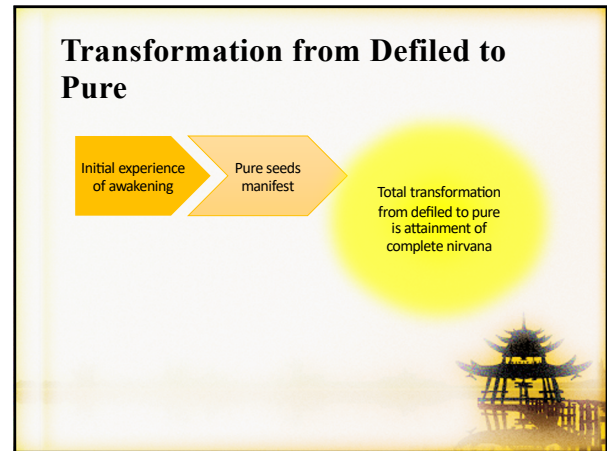 Transformation from Defiled to
Pure
Initial experience
of awakening
Pure seeds
manifest
Total transformation
from defiled to pure
is attainment of
complete nirvana